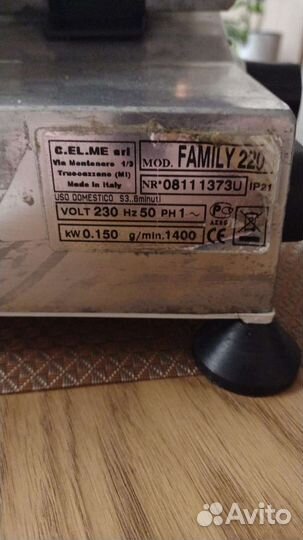 C.EL.ME srl
Via Montenero 1/3
Truccazzano (MI)
Made in Italy
MOD. FAMILY 220
NR° 08111373U IP21
USO DOMESTICO S3..6minuti
VOLT 230 Hz 50 PH 1 ~
kW 0.150 g/min. 1400
Avito